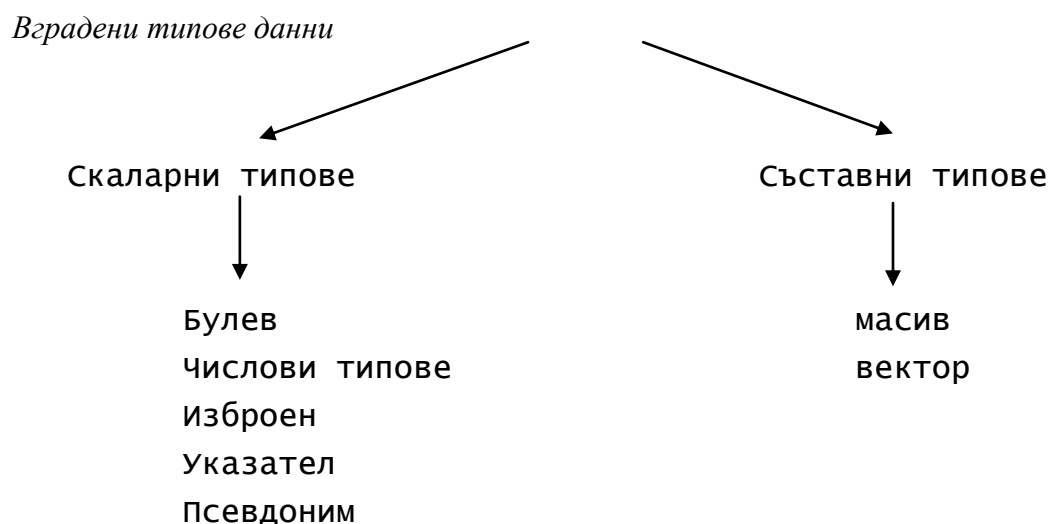 Вградени типове данни
Скаларни типове
Съставни типове
Булев
Числови типове
Изброен
Указател
Псевдоним
масив
вектор